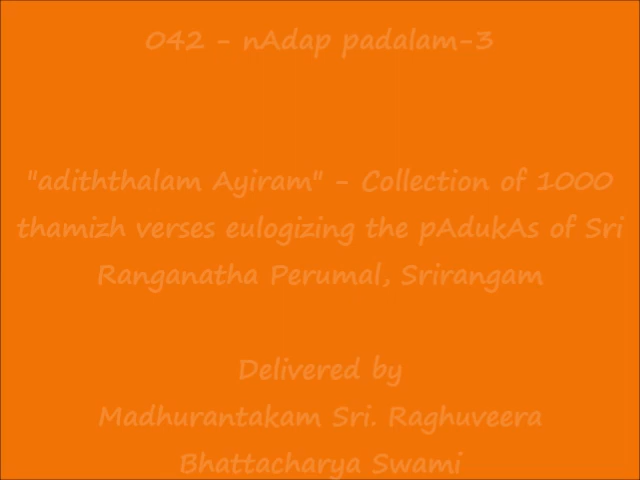 042 - nAdap padalam-3
"adiththalam Ayiram" - Collection of 1000
thamizh verses eulogizing the pAdukAs of Sri
Ranganatha Perumal, Srirangam
Delivered by
Madhurantakam Sri. Raghuveera
Bhattacharya Swami